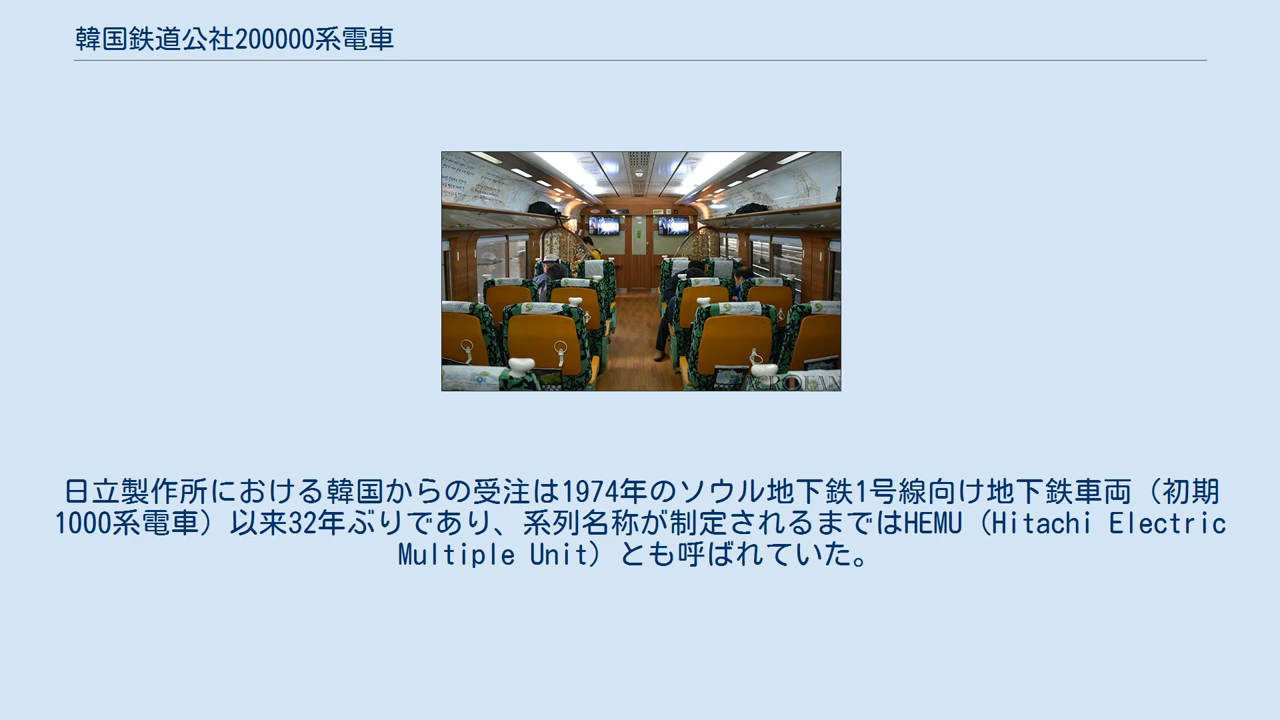 韓国鉄道公社200000系電車
日立製作所における韓国からの受注は1974年のソウル地下鉄1号線向け地下鉄車両（初期
1000系電車）以来32年ぶりであり、系列名称が制定されるまではHEMU（Hitachi Electric
Multiple Unit）とも呼ばれていた。